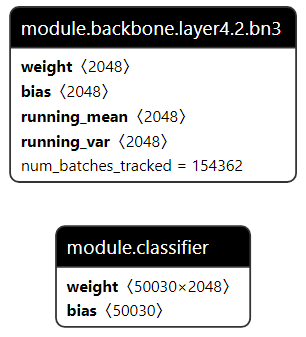 module.backbone.layer4.2.bn3
weight〈2048〉
bias〈2048〉
running_mean〈2048〉
running_var〈2048〉
num_batches_tracked = 154362
module.classifier
weight〈50030×2048〉
bias〈50030〉